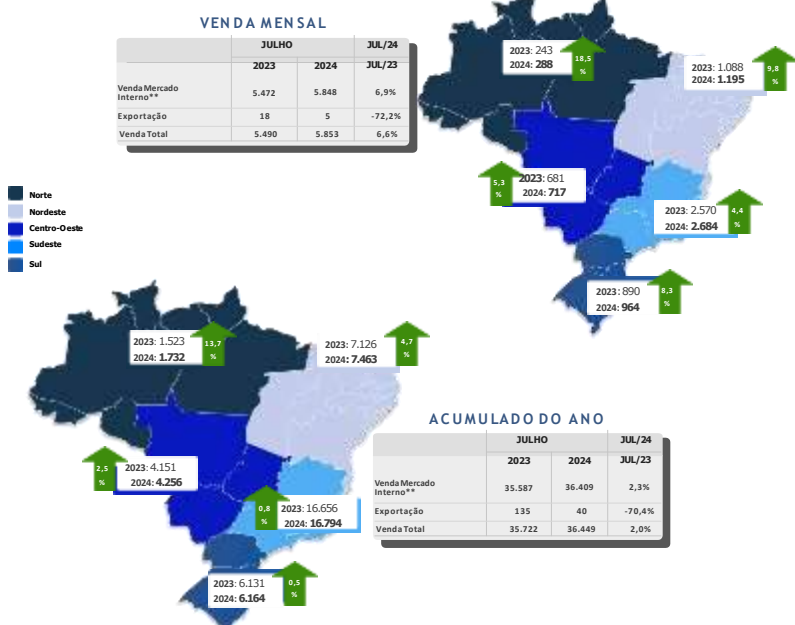 VENDA MENSAL
JULHO JUL/24
2023 2024 JUL/23
Venda Mercado
Interno** 5.472 5.848 6,9%
Exportação 18 5 -72,2%
Venda Total 5.490 5.853 6,6%
2023: 243
2024: 288
18,5
%
2023: 1.088
2024: 1.195
9,8
%
5,3
%
2023: 681
2024: 717
2023: 2.570
2024: 2.684
4,4
%
2023: 890
2024: 964
8,3
%
Norte
Nordeste
Centro-Oeste
Sudeste
Sul
2023: 1.523
2024: 1.732
13,7
%
2023: 7.126
2024: 7.463
4,7
%
2,5
%
2023: 4.151
2024: 4.256
0,8
%
2023: 16.656
2024: 16.794
2023: 6.131
2024: 6.164
0,5
%
ACUMULADO DO ANO
JULHO JUL/24
2023 2024 JUL/23
Venda Mercado
Interno** 35.587 36.409 2,3%
Exportação 135 40 -70,4%
Venda Total 35.722 36.449 2,0%